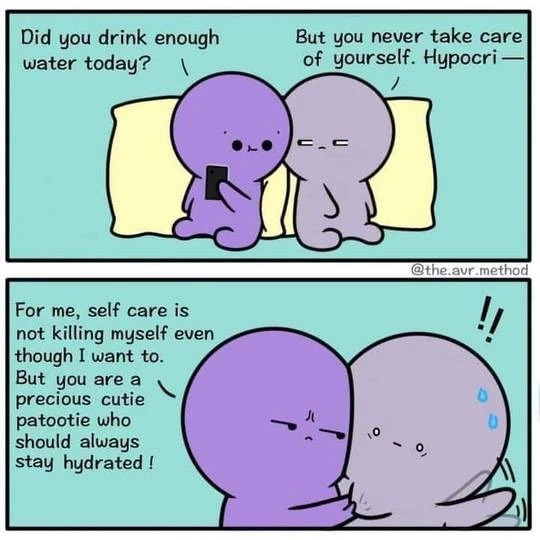 Did you drink enough
water today?
But you never take care
of yourself. Hypocri—
@the.avr.method
For me, self care is
not killing myself even
though I want to.
But you are a
precious cutie
patootie who
should always
stay hydrated !
!!